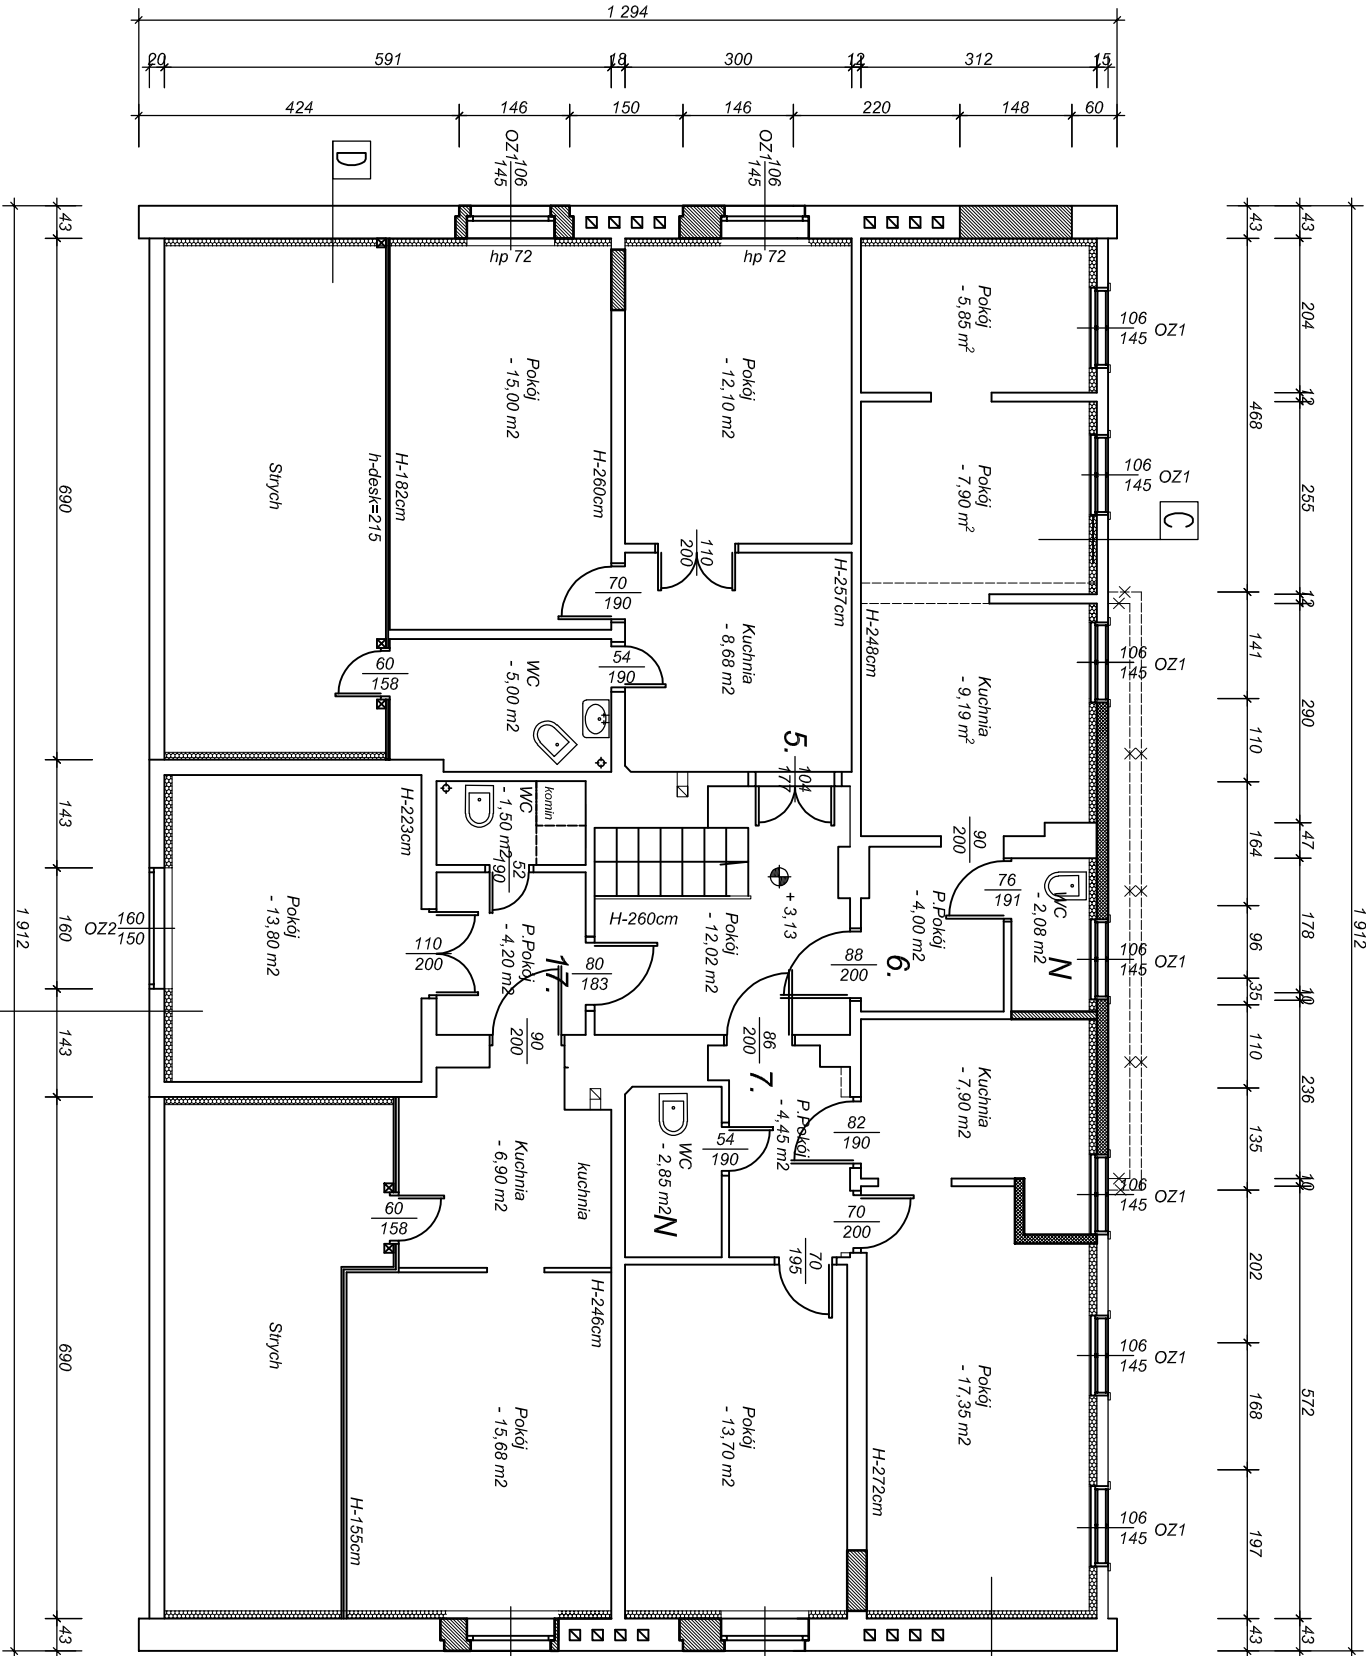 1 294
20
591
18
300
12
312
15
424
146
150
146
220
148
60
D
OZ1
106
145
OZ1
106
145
43
43
43
hp 72
hp 72
Pokój
- 5,85 m²
106
145
OZ1
204
Pokój
- 15,00 m2
Pokój
- 12,10 m2
12
468
Strych
h-desk=215
H-182cm
H-260cm
Pokój
- 7,90 m²
106
145
OZ1
C
255
690
110
200
H-257cm
70
190
12
H-248cm
Kuchnia
- 8,68 m2
60
158
WC
- 5,00 m2
54
190
Kuchnia
- 9,19 m²
106
145
OZ1
141
290
110
5.
104
177
143
H-223cm
WC
- 1,50 m2
komin
52
190
90
200
47
164
76
191
WC
- 2,08 m2
178
+ 3,13
Pokój
- 13,80 m2
H-260cm
Pokój
- 12,02 m2
P.Pokój
- 4,00 m2
OZ2
160
150
160
110
200
P.Pokój
- 4,20 m2
17.
80
183
88
200
6.
N
106
145
OZ1
96
35
10
1 912
1 912
143
90
200
86
200
7.
110
Kuchnia
- 7,90 m2
236
P.Pokój
- 4,45 m2
82
190
135
Kuchnia
- 6,90 m2
kuchnia
WC
- 2,85 m2
54
190
N
60
158
70
200
106
145
OZ1
10
70
195
202
H-246cm
Strych
690
Pokój
- 15,68 m2
Pokój
- 13,70 m2
Pokój
- 17,35 m2
106
145
OZ1
168
572
H-155cm
H-272cm
106
145
OZ1
197
43
43
43